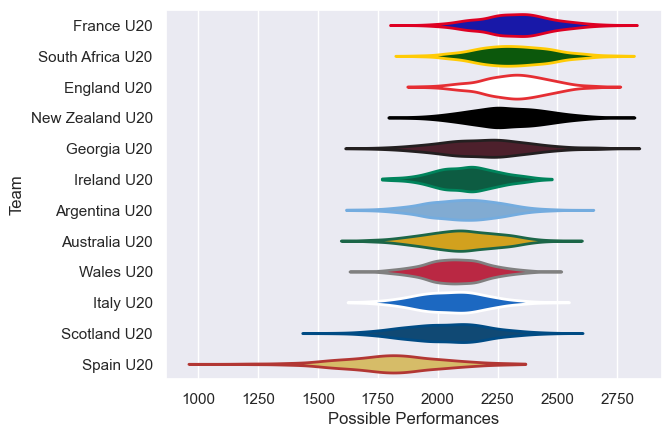 France U20
South Africa U20
England U20
New Zealand U20
Georgia U20
Ireland U20
Argentina U20
Australia U20
Wales U20
Italy U20
Scotland U20
Spain U20
Team
1000 1250 1500 1750 2000 2250 2500 2750
Possible Performances